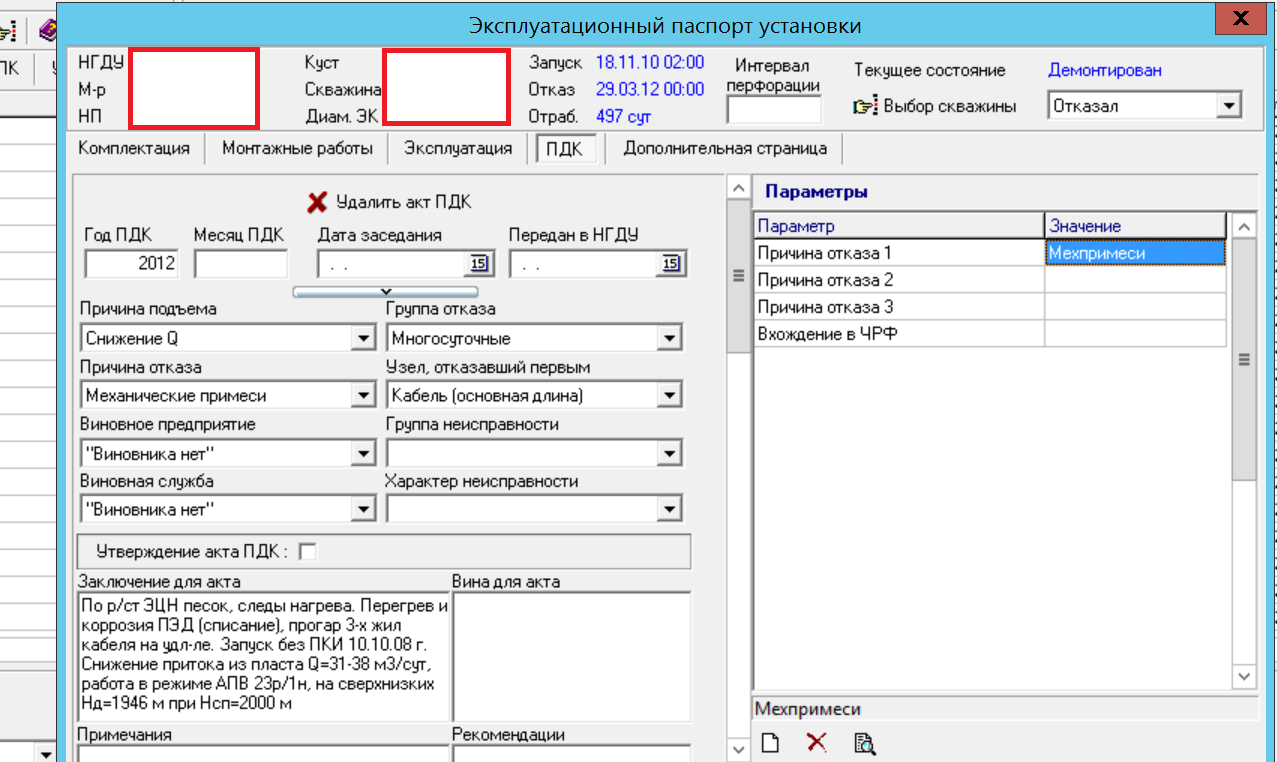 Эксплуатационный паспорт установки
X
ПК
НГДУ
М-р
НП
Куст
Скважина
Диам. ЭК
Запуск 18.11.10 02:00
Отказ 29.03.12 00:00
Отраб. 497 сут
Интервал
перфорации
Текущее состояние Демонтирован
Выбор скважины Отказал
Комплектация Монтажные работы Эксплуатация ПДК Дополнительная страница
Удалить акт ПДК
Год ПДК Месяц ПДК Дата заседания Передан в НГДУ
2012 . . 15 . . 15
Причина подъема Группа отказа
Снижение Q Многосуточные
Причина отказа Узел, отказавший первым
Механические примеси Кабель (основная длина)
Виновное предприятие Группа неисправности
"Виновника нет"
Виновная служба Характер неисправности
"Виновника нет"
Утверждение акта ПДК :
Заключение для акта Вина для акта
По р/ст ЭЦН песок, следы нагрева. Перегрев и
коррозия ПЭД (списание), прогар 3-х жил
кабеля на удл-ле. Запуск без ПКИ 10.10.08 г.
Снижение притока из пласта Q=31-38 м3/сут,
работа в режиме АПВ 23р/1н, на сверхнизких
Нд=1946 м при Нсп=2000 м
Примечания Рекомендации
Параметры
Параметр Значение
Причина отказа 1 Мехпримеси
Причина отказа 2
Причина отказа 3
Вхождение в ЧРФ
Мехпримеси